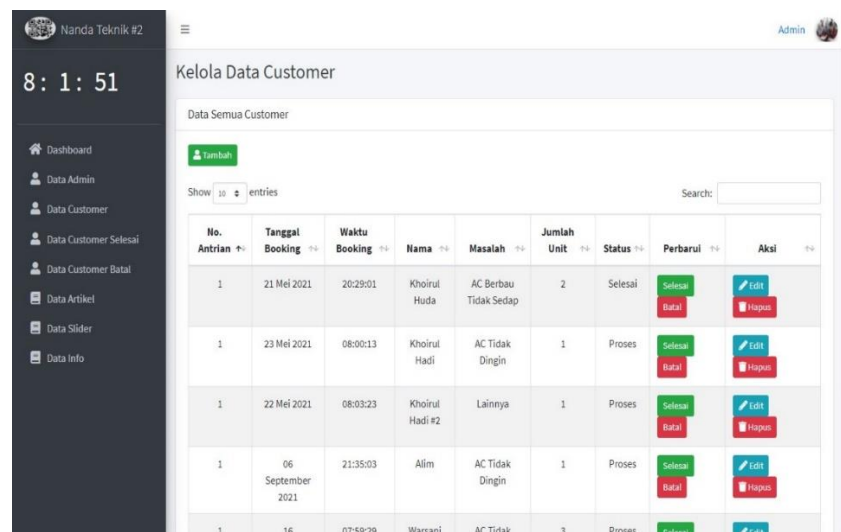 Nanda Teknik #2
Admin
8: 1: 51
Dashboard
Data Admin
Data Customer
Data Customer Selesai
Data Customer Batal
Data Artikel
Data Slider
Data Info
Kelola Data Customer
Data Semua Customer
Tambah
Show 10 entries
Search:
No. Antrian Tanggal Booking Waktu Booking Nama Masalah Jumlah Unit Status Perbarui Aksi
1 21 Mei 2021 20:29:01 Khoirul Huda AC Berbau Tidak Sedap 2 Selesai Selesai Batal Edit Hapus
1 23 Mei 2021 08:00:13 Khoirul Hadi AC Tidak Dingin 1 Proses Selesai Batal Edit Hapus
1 22 Mei 2021 08:03:23 Khoirul Hadi #2 Lainnya 1 Proses Selesai Batal Edit Hapus
1 06 September 2021 21:35:03 Alim AC Tidak Dingin 1 Proses Selesai Batal Edit Hapus
1 16 07:59:29 Warsani AC Tidak 3 Proses Selesai Edit